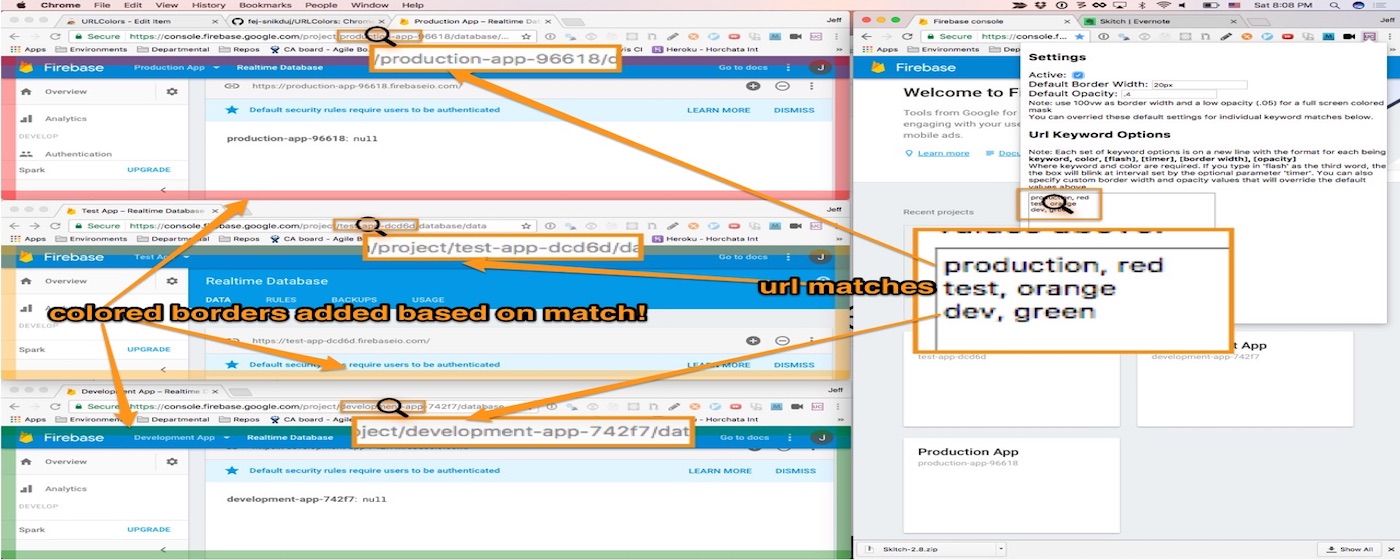 Chrome File Edit View History Bookmarks People Window Help
Sat 8:08 PM
URLColors - Edit Item
fej-snikduj/URLColors: Chrome
Production App – Realtime Dat
Jeff
Secure https://console.firebase.google.com/project/production-app-96618/database/...
Apps Environments Departmental Repos CA board - Agile Bo
is CI Heroku - Horchata Int
/production-app-96618/d
Firebase Production App Realtime Database Go to docs J
Overview
https://production-app-96618.firebaseio.com/
Analytics
Default security rules require users to be authenticated LEARN MORE DISMISS
DEVELOP
production-app-96618: null
Authentication
Spark UPGRADE
Test App – Realtime Database
Jeff
Secure https://console.firebase.google.com/project/test-app-dcd6d/database/data
Apps Environments Departmental Repos CA board - Agile B
Heroku - Horchata Int
/project/test-app-dcd6d/da
Firebase Test App Go to docs J
Overview
Realtime Database
Analytics
DATA RULES BACKUPS USAGE
colored borders added based on match!
https://test-app-dcd6d.firebaseio.com/
Spark UPGRADE
Default security rules require users to be authenticated LEARN MORE DISMISS
Development App – Realtime D
Jeff
Secure https://console.firebase.google.com/project/development-app-742f7/database
Apps Environments Departmental Repos CA board - Agile Bo
Heroku - Horchata Int
oject/development-app-742f7/dat
Firebase Development App Realtime Database Go to docs J
Overview
Analytics
Default security rules require users to be authenticated LEARN MORE DISMISS
DEVELOP
development-app-742f7: null
Spark UPGRADE
Firebase console
Skitch | Evernote
Jeff
Secure https://console.f...
Apps Environments Departmental
Firebase
Welcome to F
Tools from Google for
engaging with your use
mobile ads.
Learn more Docu
Recent projects
Settings
Active:
Default Border Width: 20px
Default Opacity: .4
Note: use 100vw as border width and a low opacity (.05) for a full screen colored
mask
You can overried these default settings for individual keyword matches below.
Url Keyword Options
Note: Each set of keyword options is on a new line with the format for each being
keyword, color, [flash], [timer], [border width], [opacity]
Where keyword and color are required. If you type in 'flash' as the third word, the
the box will blink at interval set by the optional parameter 'timer'. You can also
specify custom border width and opacity values that will override the default
values above.
production, red
test, orange
dev, green
values above.
production, red
test, orange
dev, green
url matches
test-app-dcd6d
t App
development-app-742f7
Production App
production-app-96618
Skitch-2.8.zip
Show All